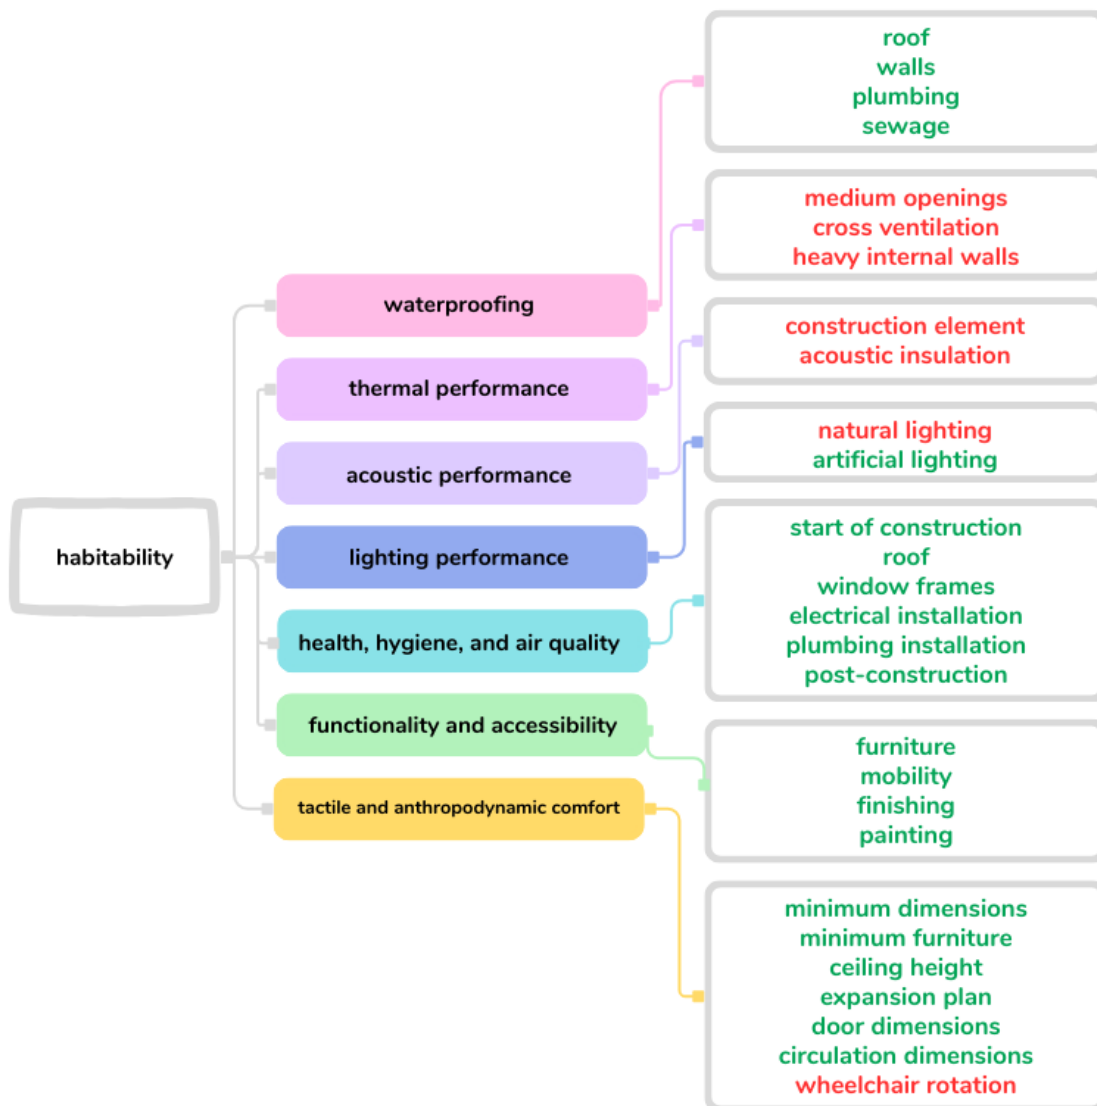 habitability
waterproofing
thermal performance
acoustic performance
lighting performance
health, hygiene, and air quality
functionality and accessibility
tactile and anthropodynamic comfort
roof
walls
plumbing
sewage
medium openings
cross ventilation
heavy internal walls
construction element
acoustic insulation
natural lighting
artificial lighting
start of construction
roof
window frames
electrical installation
plumbing installation
post-construction
furniture
mobility
finishing
painting
minimum dimensions
minimum furniture
ceiling height
expansion plan
door dimensions
circulation dimensions
wheelchair rotation